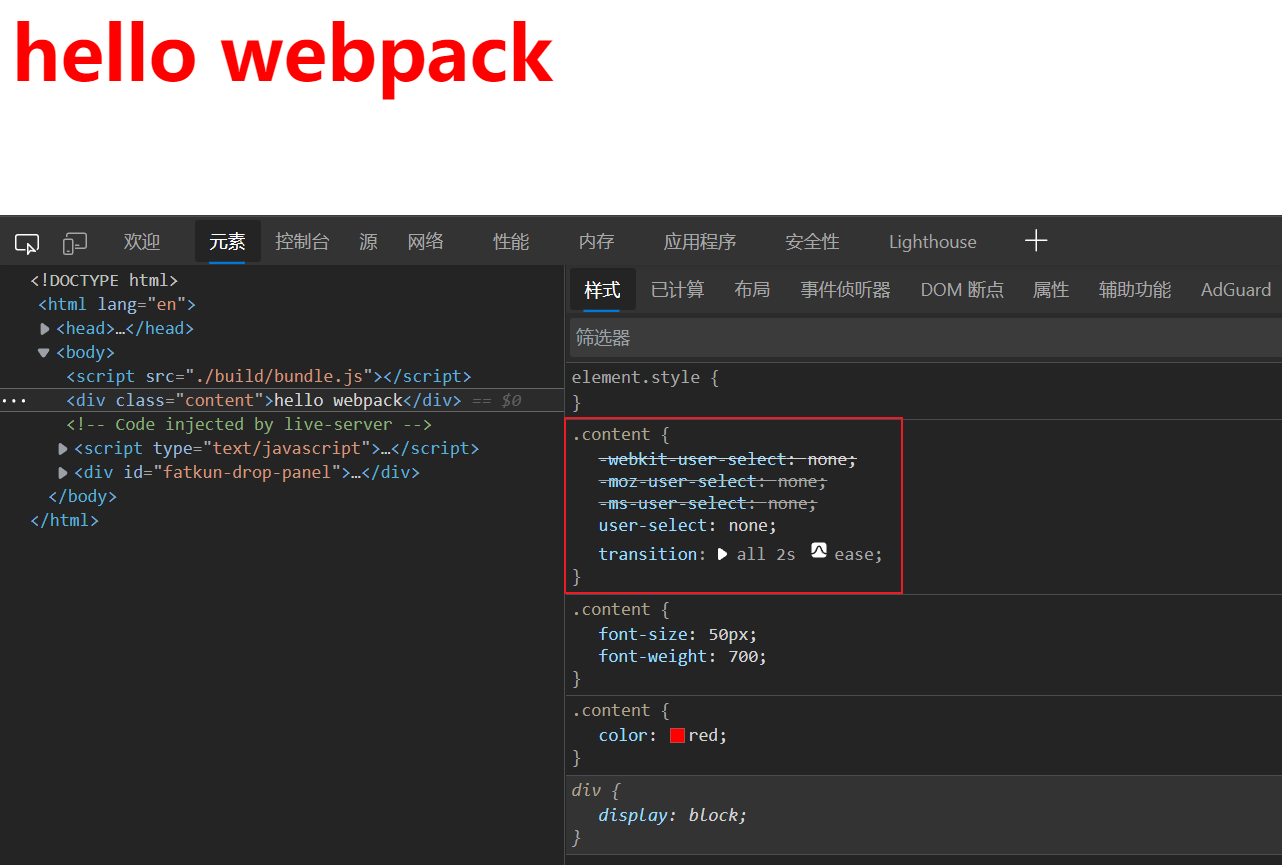 hello webpack
欢迎 元素 控制台 源 网络 性能 内存 应用程序 安全性 Lighthouse
<!DOCTYPE html>
<html lang="en">
<head>…</head>
<body>
<script src="./build/bundle.js"></script>
<div class="content">hello webpack</div> == $0
<!-- Code injected by live-server -->
<script type="text/javascript">…</script>
<div id="fatkun-drop-panel">…</div>
</body>
</html>
样式 已计算 布局 事件侦听器 DOM 断点 属性 辅助功能 AdGuard
筛选器
element.style {
}
.content {
-webkit-user-select: none;
-moz-user-select: none;
-ms-user-select: none;
user-select: none;
transition: all 2s ease;
}
.content {
font-size: 50px;
font-weight: 700;
}
.content {
color: red;
}
div {
display: block;
}